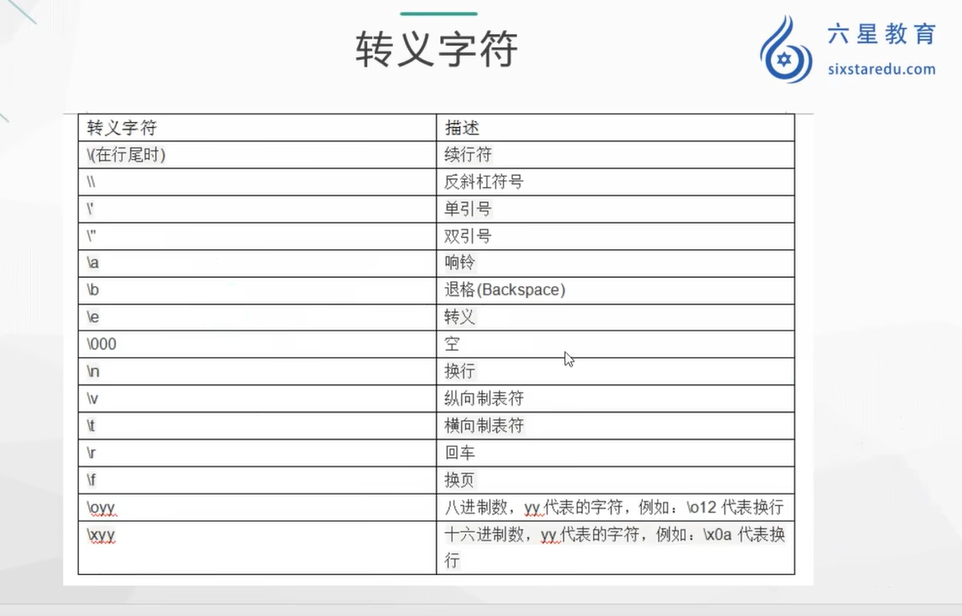 转义字符
六星教育
sixstaredu.com
转义字符 描述
\(在行尾时) 续行符
\\ 反斜杠符号
\' 单引号
\" 双引号
\a 响铃
\b 退格(Backspace)
\e 转义
\000 空
\n 换行
\v 纵向制表符
\t 横向制表符
\r 回车
\f 换页
\oyy 八进制数，yy代表的字符，例如：\o12 代表换行
\xyy 十六进制数，yy代表的字符，例如：\x0a 代表换
行